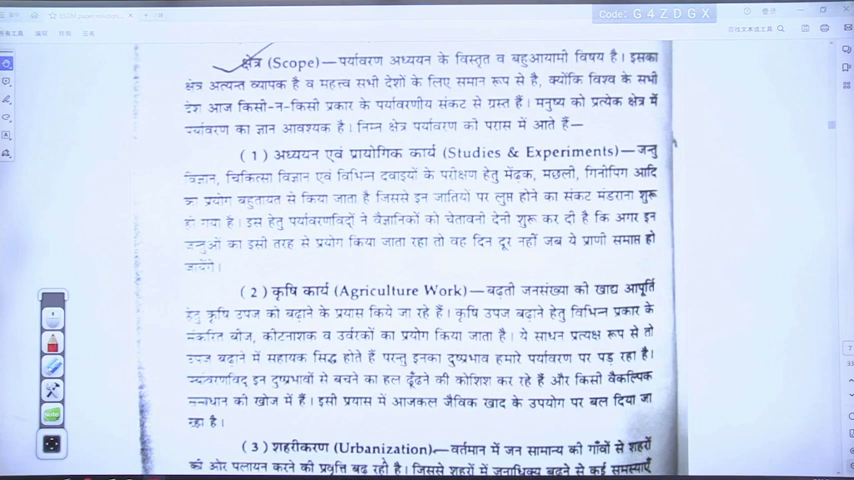 Code: G4ZDGX
क्षेत्र (Scope)—पर्यावरण अध्ययन के विस्तृत व बहुआयामी विषय है। इसका
क्षेत्र अत्यन्त व्यापक है व महत्त्व सभी देशों के लिए समान रूप से है, क्योंकि विश्व के सभी
देश आज किसी-न-किसी प्रकार के पर्यावरणीय संकट से ग्रस्त हैं। मनुष्य को प्रत्येक क्षेत्र में
पर्यावरण का ज्ञान आवश्यक है। निम्न क्षेत्र पर्यावरण की परास में आते हैं—
(1) अध्ययन एवं प्रायोगिक कार्य (Studies & Experiments)—जन्तु
विज्ञान, चिकित्सा विज्ञान एवं विभिन्न दवाइयों के परीक्षण हेतु मेंढक, मछली, गिनीपिग आदि
का प्रयोग बहुतायत से किया जाता है जिससे इन जातियों पर लुप्त होने का संकट मंडराना शुरू
हो गया है। इस हेतु पर्यावरणविदों ने वैज्ञानिकों को चेतावनी देनी शुरू कर दी है कि अगर इन
जन्तुओं का इसी तरह से प्रयोग किया जाता रहा तो वह दिन दूर नहीं जब ये प्राणी समाप्त हो
जायेंगे।
(2) कृषि कार्य (Agriculture Work)—बढ़ती जनसंख्या को खाद्य आपूर्ति
हेतु कृषि उपज को बढ़ाने के प्रयास किये जा रहे हैं। कृषि उपज बढ़ाने हेतु विभिन्न प्रकार के
संकरित बीज, कीटनाशक व उर्वरकों का प्रयोग किया जाता है। ये साधन प्रत्यक्ष रूप से तो
उपज बढ़ाने में सहायक सिद्ध होते हैं परन्तु इनका दुष्प्रभाव हमारे पर्यावरण पर पड़ रहा है।
पर्यावरणविद् इन दुष्प्रभावों से बचने का हल ढूँढने की कोशिश कर रहे हैं और किसी वैकल्पिक
समाधान की खोज में हैं। इसी प्रयास में आजकल जैविक खाद के उपयोग पर बल दिया जा
रहा है।
(3) शहरीकरण (Urbanization)—वर्तमान में जन सामान्य की गाँवों से शहरों
की ओर पलायन करने की प्रवृत्ति बढ़ रही है। जिससे शहरों में जनाधिक्य बढ़ने से कई समस्याएँ